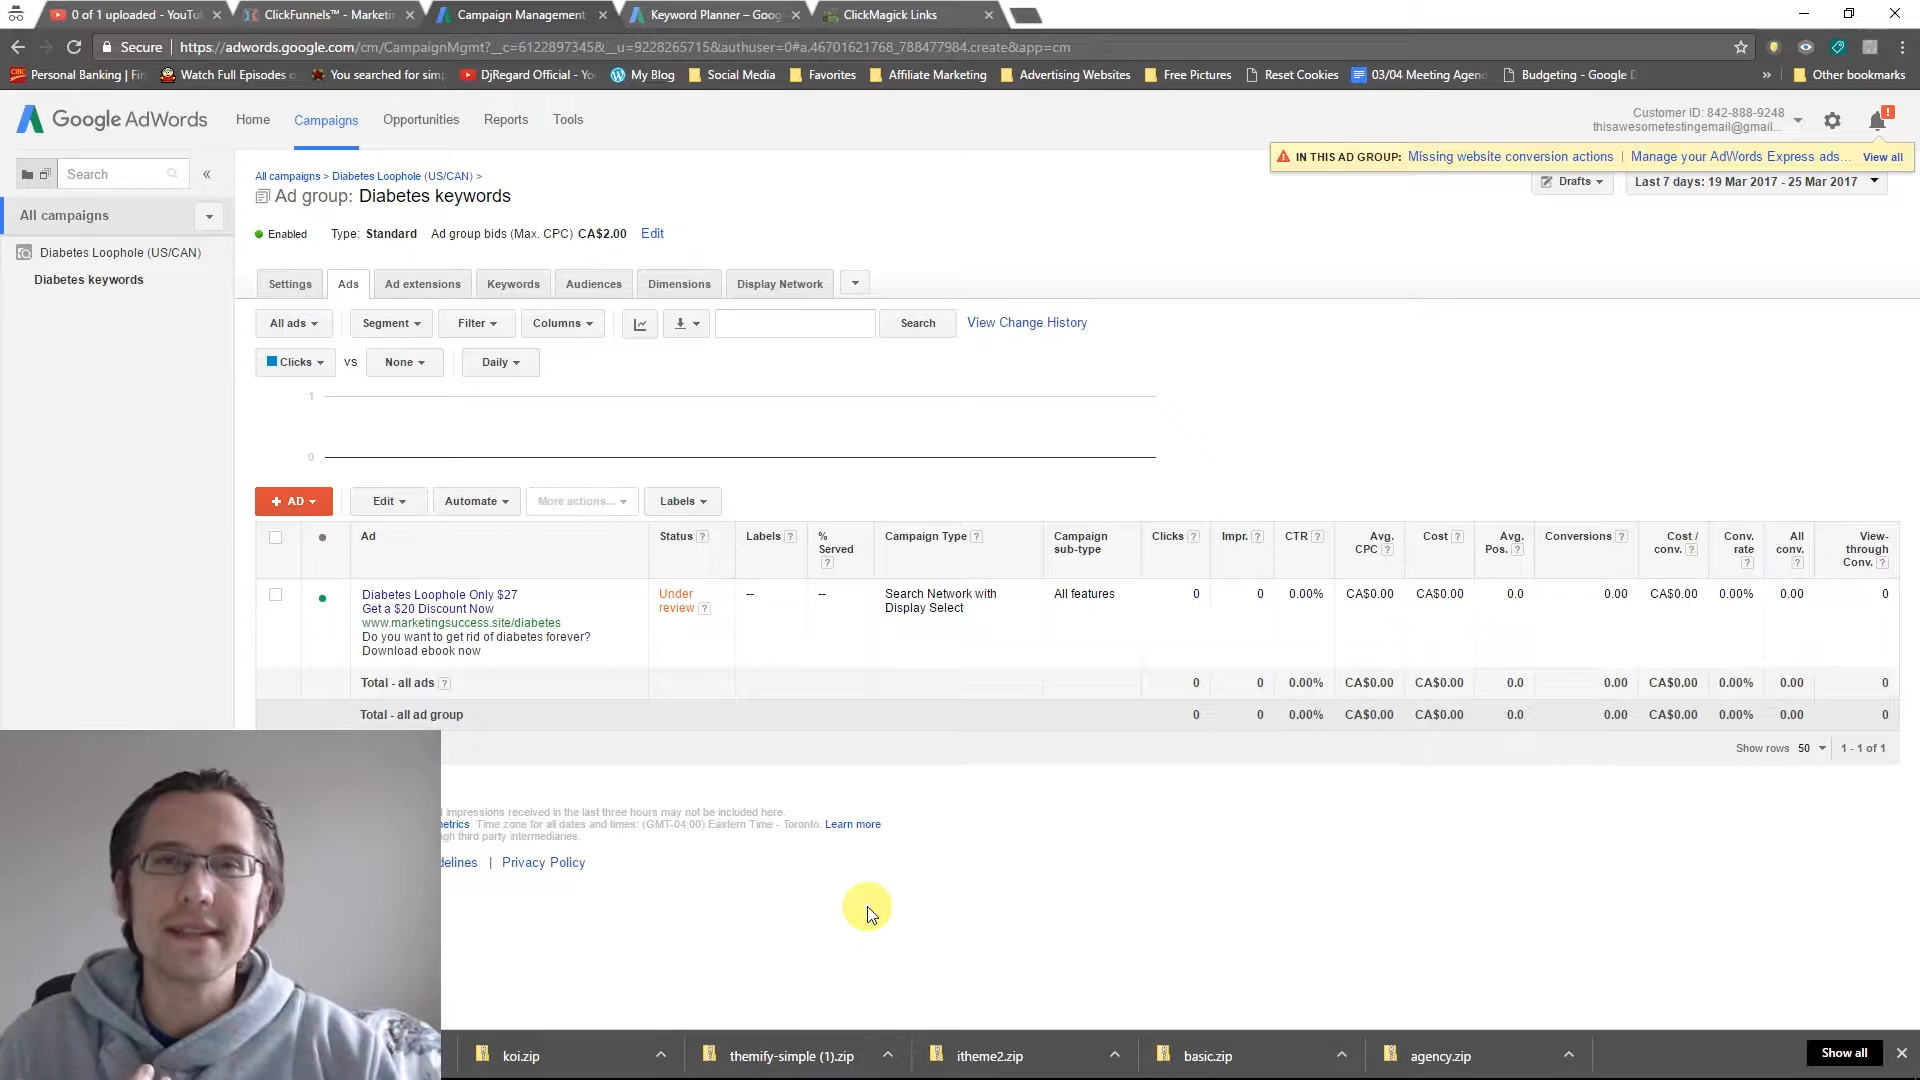 0 of 1 uploaded - YouTu
ClickFunnels™ - Marketin
Campaign Management
Keyword Planner – Goog
ClickMagick Links
Secure
https://adwords.google.com/cm/CampaignMgmt?__c=6122897345&__u=9228265715&authuser=0#a.46701621768_788477984.create&app=cm
CIBC Personal Banking | Fin
Watch Full Episodes o
You searched for simp
DjRegard Official - Yo
My Blog
Social Media
Favorites
Affiliate Marketing
Advertising Websites
Free Pictures
Reset Cookies
03/04 Meeting Agen
Budgeting - Google D
»
Other bookmarks
Google AdWords
Home
Campaigns
Opportunities
Reports
Tools
Customer ID: 842-888-9248
thisawesometestingemail@gmail...
!
IN THIS AD GROUP: Missing website conversion actions | Manage your AdWords Express ads... View all
Search
«
All campaigns > Diabetes Loophole (US/CAN) >
Ad group: Diabetes keywords
Drafts
Last 7 days: 19 Mar 2017 - 25 Mar 2017
All campaigns
Diabetes Loophole (US/CAN)
Diabetes keywords
Enabled Type: Standard Ad group bids (Max. CPC) CA$2.00 Edit
Settings
Ads
Ad extensions
Keywords
Audiences
Dimensions
Display Network
All ads
Segment
Filter
Columns
Search
View Change History
Clicks
vs
None
Daily
1
0
+ AD
Edit
Automate
More actions...
Labels
Ad
Status ?
Labels ?
% Served ?
Campaign Type ?
Campaign sub-type
Clicks ?
Impr. ?
CTR ?
Avg. CPC ?
Cost ?
Avg. Pos. ?
Conversions ?
Cost / conv. ?
Conv. rate ?
All conv. ?
View-through Conv. ?
Diabetes Loophole Only $27
Get a $20 Discount Now
www.marketingsuccess.site/diabetes
Do you want to get rid of diabetes forever?
Download ebook now
Under review ?
--
--
Search Network with Display Select
All features
0 0 0.00% CA$0.00 CA$0.00 0.0 0.00 CA$0.00 0.00% 0.00 0
Total - all ads ? 0 0 0.00% CA$0.00 CA$0.00 0.0 0.00 CA$0.00 0.00% 0.00 0
Total - all ad group 0 0 0.00% CA$0.00 CA$0.00 0.0 0.00 CA$0.00 0.00% 0.00 0
Show rows 50 1 - 1 of 1
impressions received in the last three hours may not be included here.
etrics. Time zone for all dates and times: (GMT-04:00) Eastern Time - Toronto. Learn more
gh third party intermediaries.
delines | Privacy Policy
koi.zip
themify-simple (1).zip
itheme2.zip
basic.zip
agency.zip
Show all